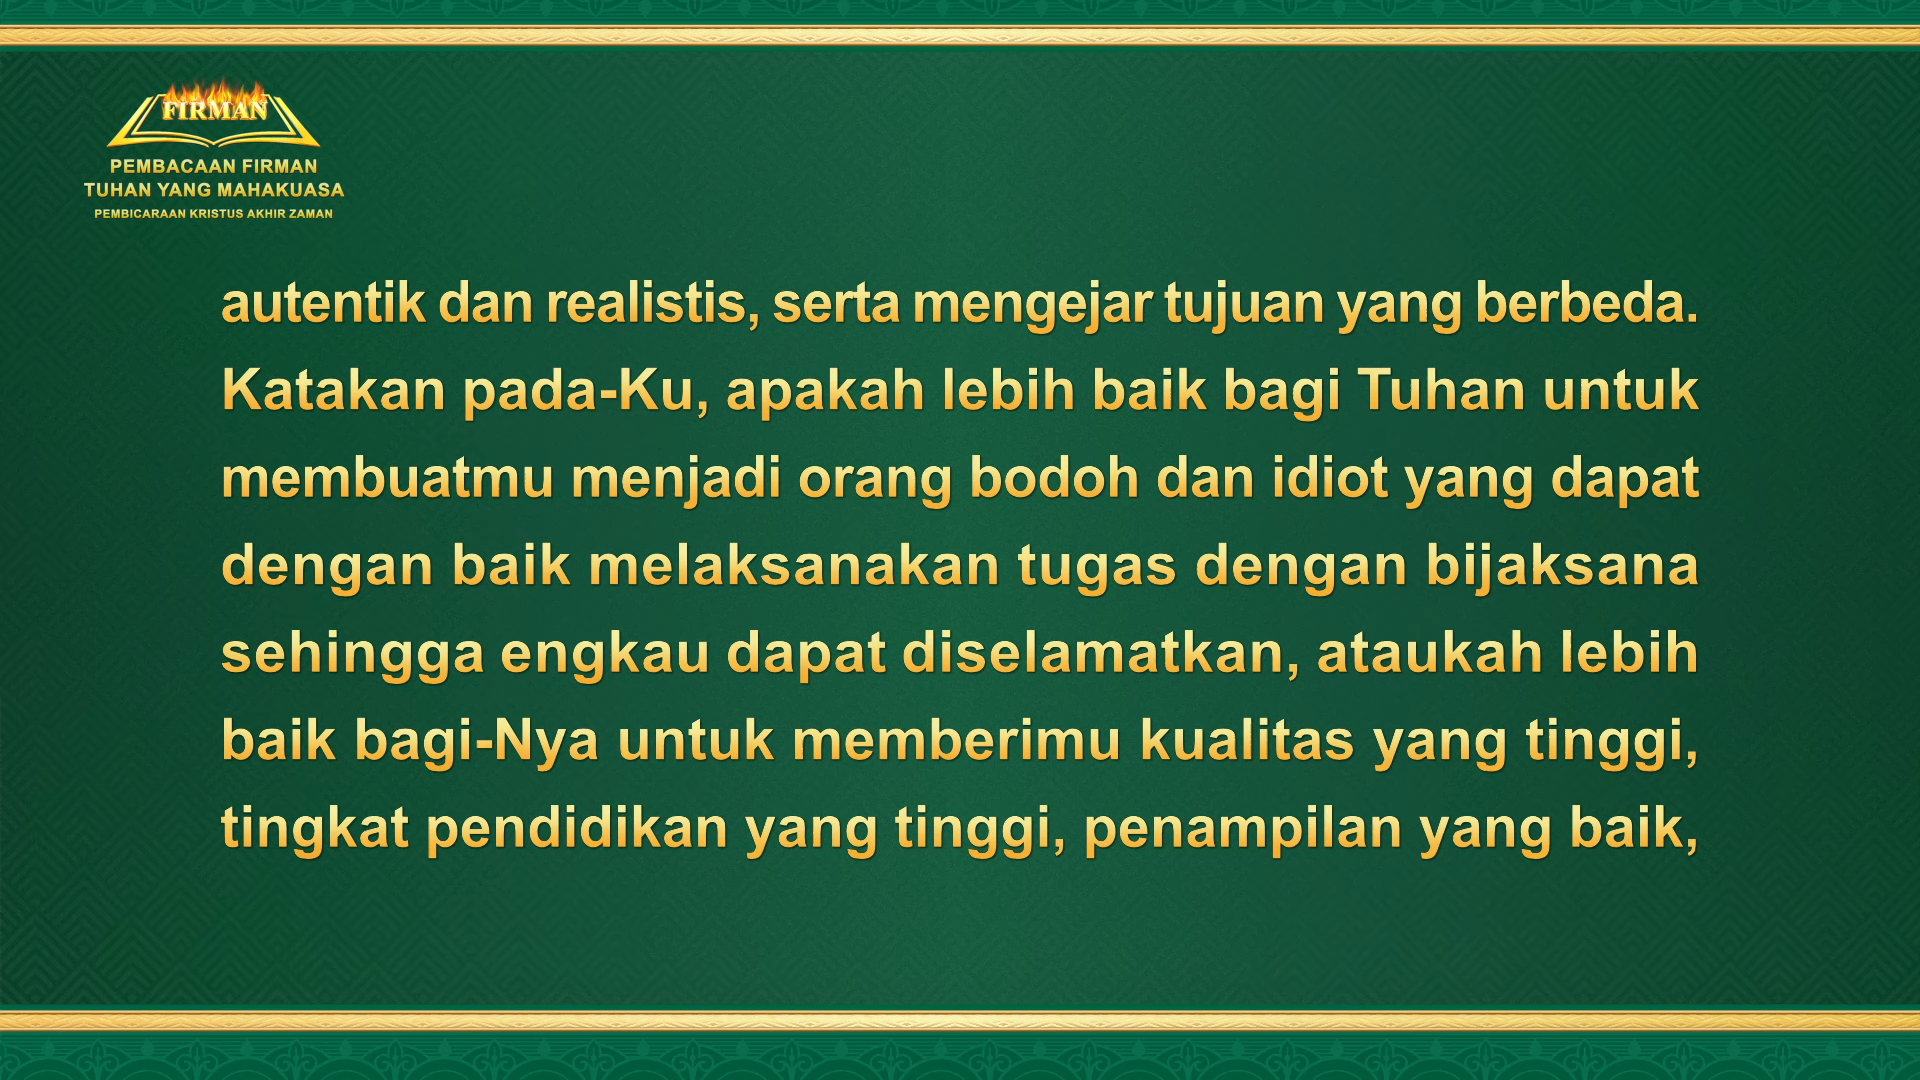 FIRMAN
PEMBACAAN FIRMAN
TUHAN YANG MAHAKUASA
PEMBICARAAN KRISTUS AKHIR ZAMAN
autentik dan realistis, serta mengejar tujuan yang berbeda.
Katakan pada-Ku, apakah lebih baik bagi Tuhan untuk
membuatmu menjadi orang bodoh dan idiot yang dapat
dengan baik melaksanakan tugas dengan bijaksana
sehingga engkau dapat diselamatkan, ataukah lebih
baik bagi-Nya untuk memberimu kualitas yang tinggi,
tingkat pendidikan yang tinggi, penampilan yang baik,